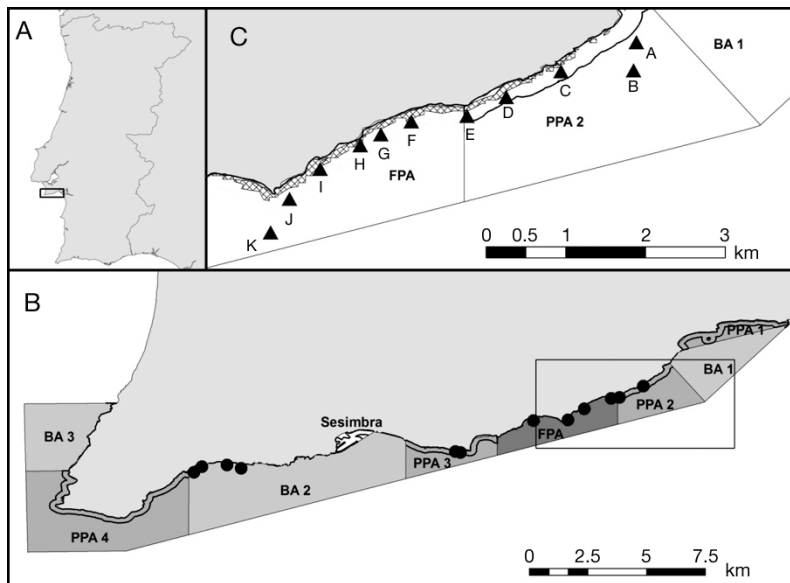 A
C
BA 1
A
B
C
D
PPA 2
E
F
G
H
FPA
I
J
K
0 0.5 1 2 3
km
B
PPA 1
BA 1
Sesimbra
PPA 2
BA 3
FPA
PPA 3
BA 2
PPA 4
0 2.5 5 7.5
km